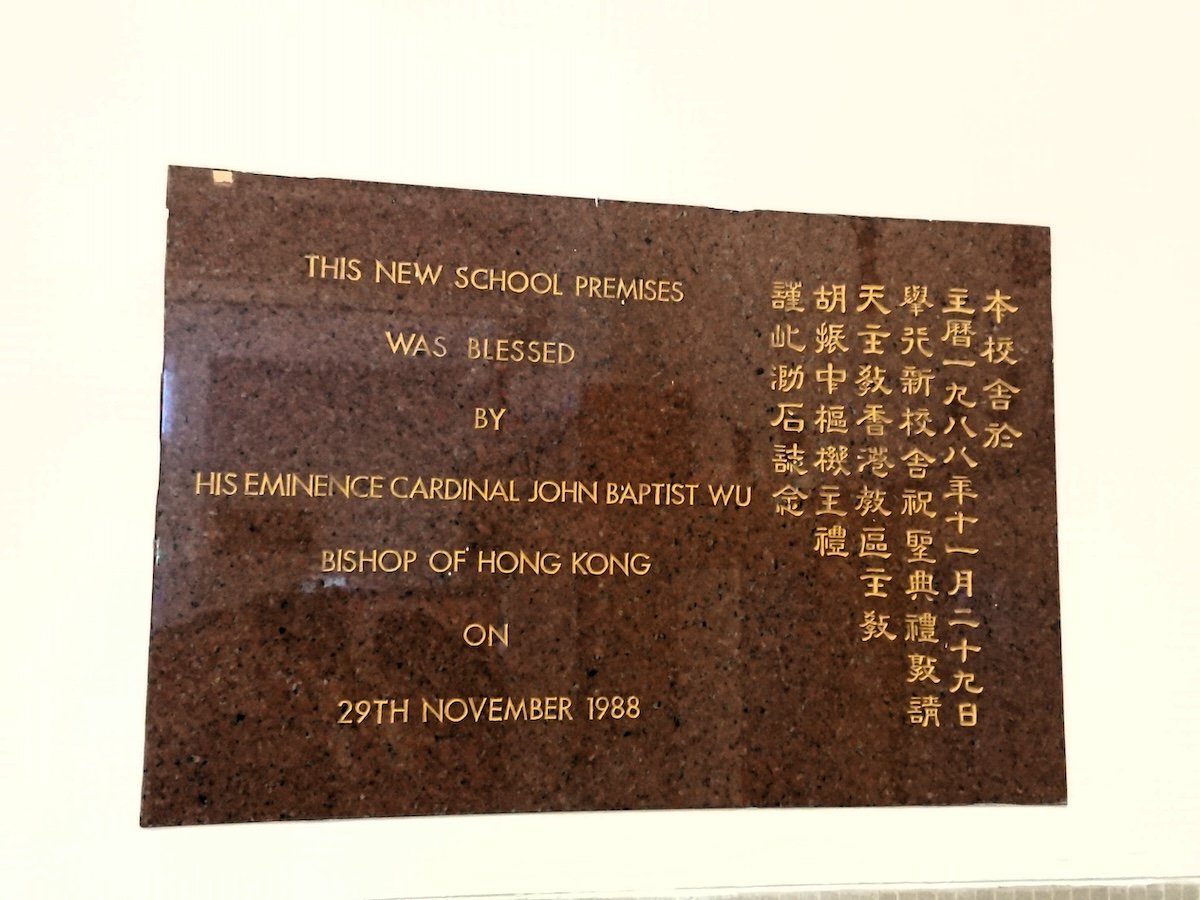 THIS NEW SCHOOL PREMISES
WAS BLESSED
BY
HIS EMINENCE CARDINAL JOHN BAPTIST WU
BISHOP OF HONG KONG
ON
29TH NOVEMBER 1988
本校舍於
主曆一九八八年十一月二十九日
舉行新校舍祝聖典禮敦請
天主教香港教區主教
胡振中樞機主禮
謹此泐石誌念